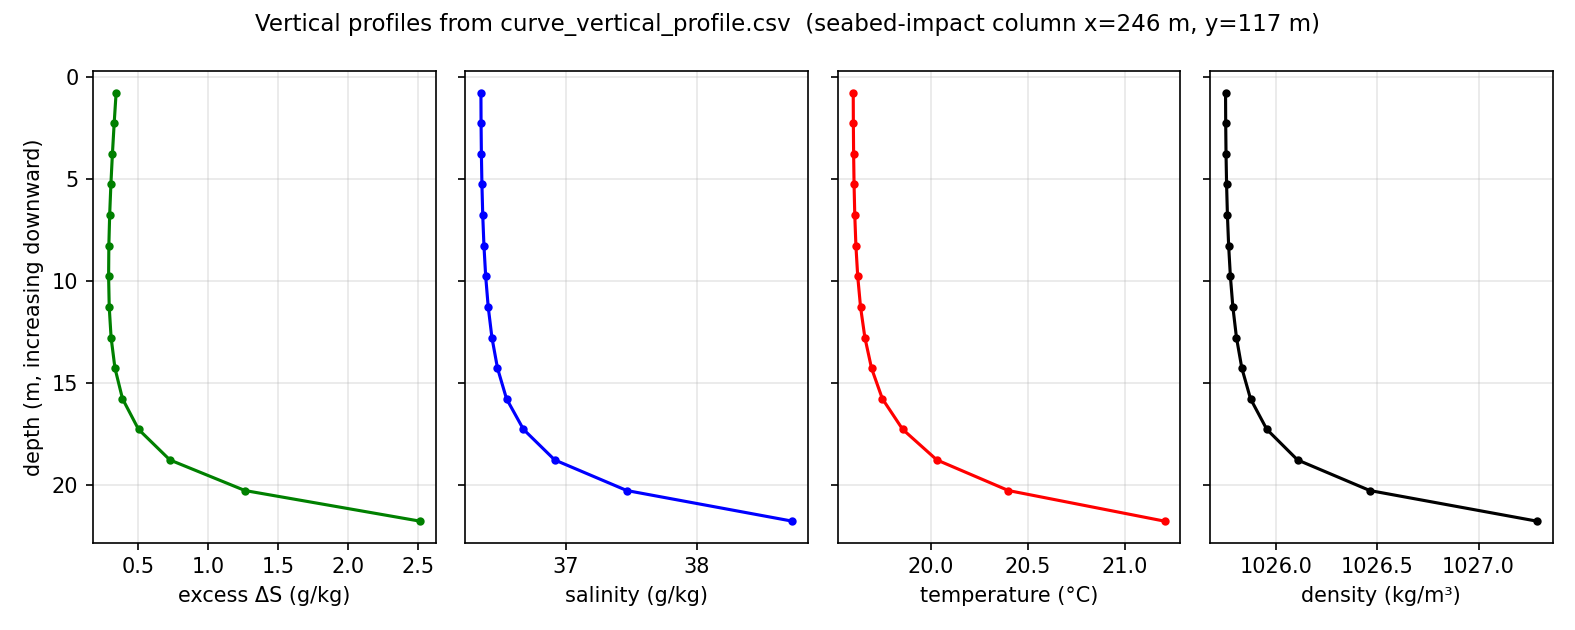 Vertical profiles from curve_vertical_profile.csv (seabed-impact column x=246 m, y=117 m)
depth (m, increasing downward)
0
5
10
15
20
0.5 1.0 1.5 2.0 2.5
excess ΔS (g/kg)
37 38
salinity (g/kg)
20.0 20.5 21.0
temperature (°C)
1026.0 1026.5 1027.0
density (kg/m³)